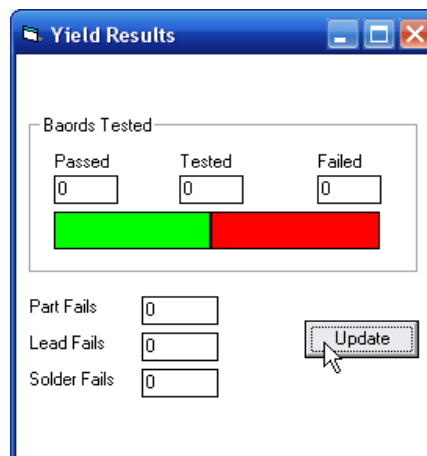 Yield Results
Baords Tested
Passed Tested Failed
0 0 0
Part Fails 0
Lead Fails 0
Update
Solder Fails 0